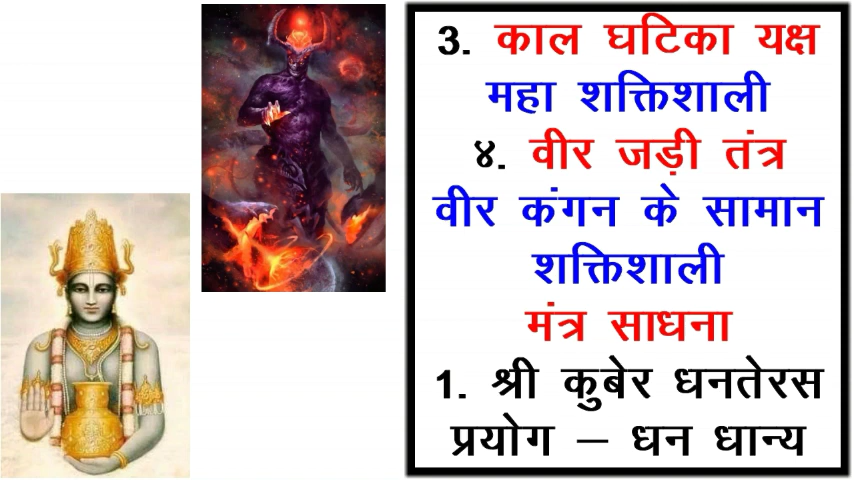 3. काल घटिका यक्ष
महा शक्तिशाली
४. वीर जड़ी तंत्र
वीर कंगन के सामान
शक्तिशाली
मंत्र साधना
1. श्री कुबेर धनतेरस
प्रयोग – धन धान्य